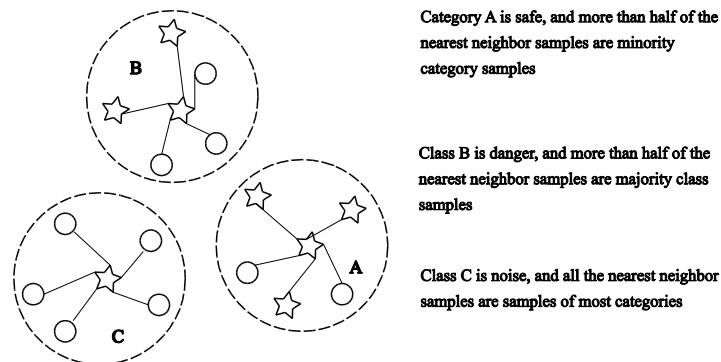 B
A
C
Category A is safe, and more than half of the
nearest neighbor samples are minority
category samples
Class B is danger, and more than half of the
nearest neighbor samples are majority class
samples
Class C is noise, and all the nearest neighbor
samples are samples of most categories